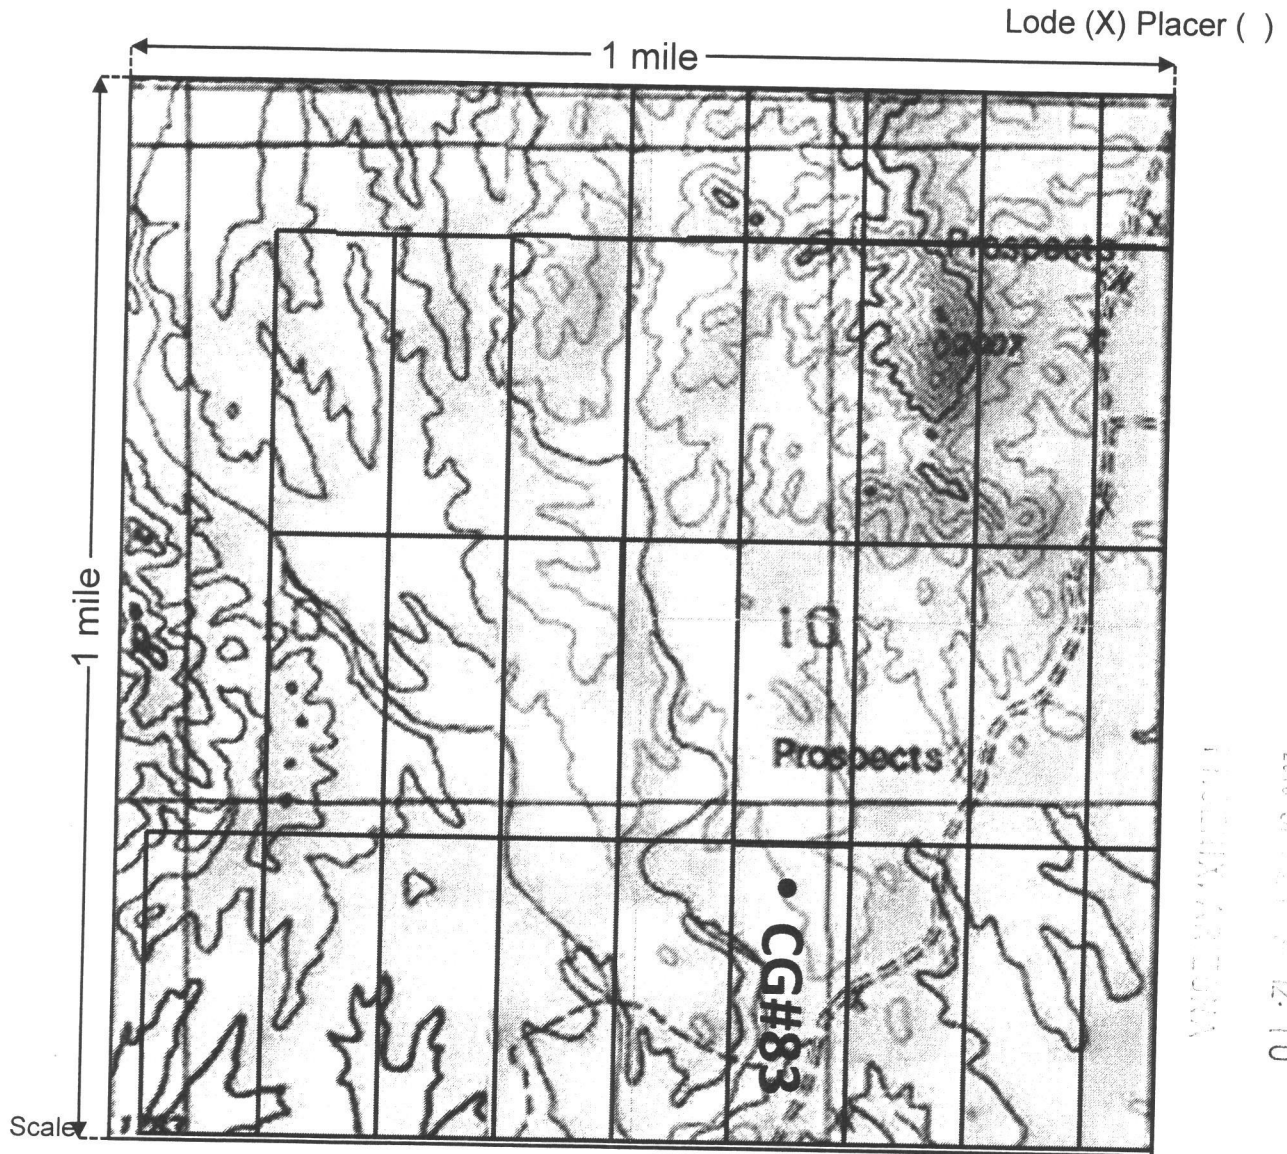 Lode (X) Placer ( )
1 mile
Prospects
1 mile
10
Prospects
CG#83
Scale